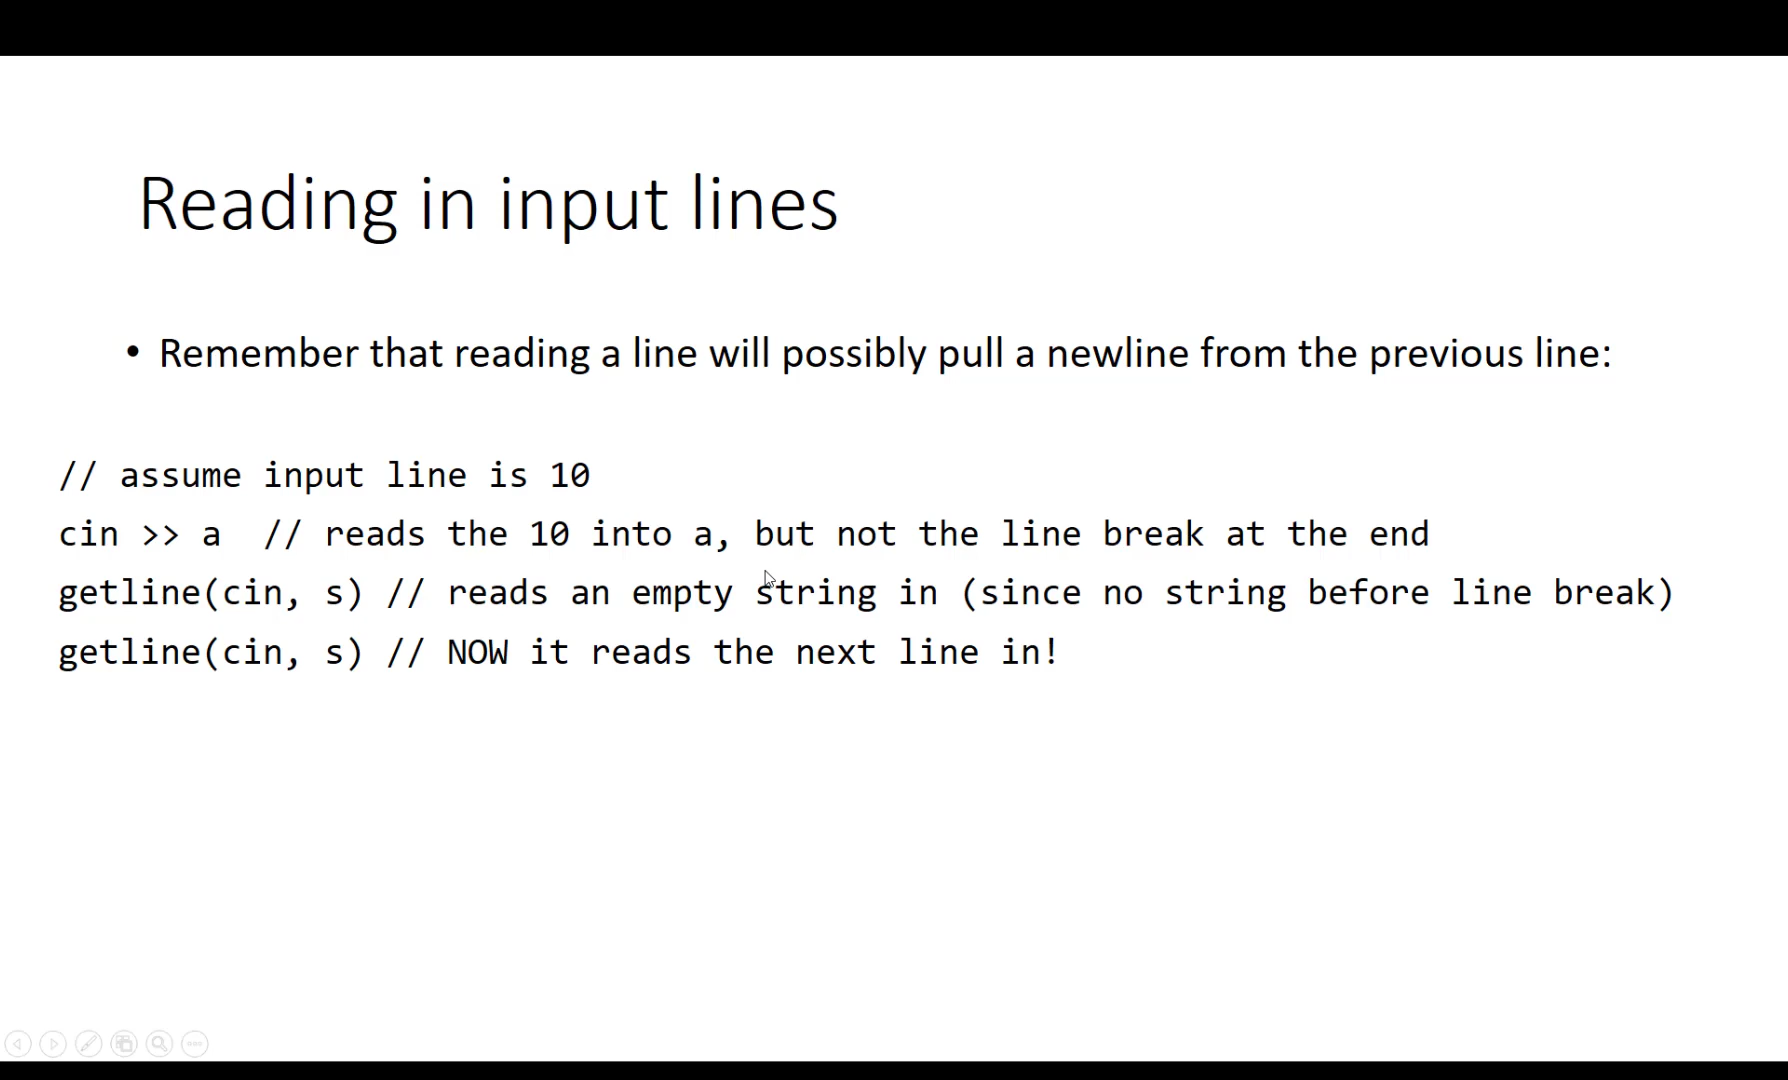 Reading in input lines
• Remember that reading a line will possibly pull a newline from the previous line:
// assume input line is 10
cin >> a  // reads the 10 into a, but not the line break at the end
getline(cin, s) // reads an empty string in (since no string before line break)
getline(cin, s) // NOW it reads the next line in!